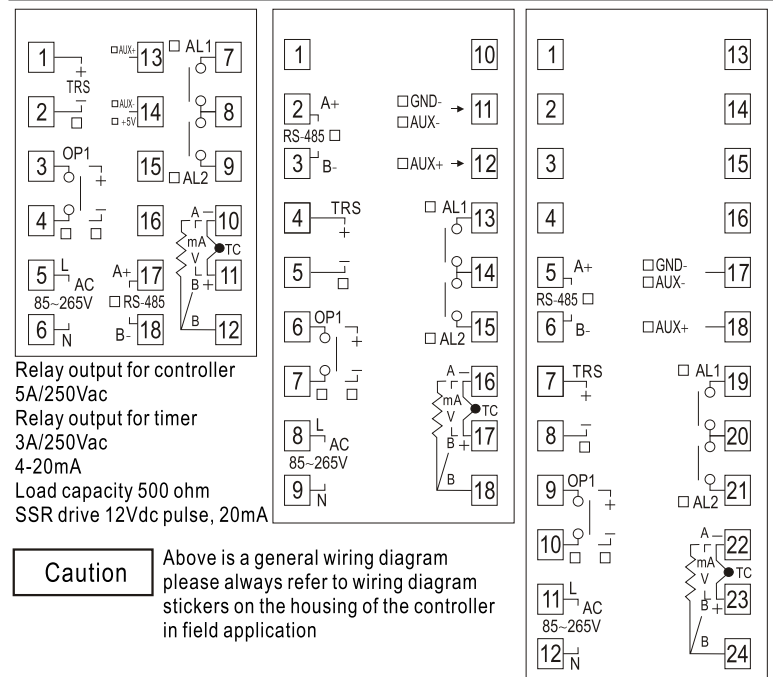 1
+
TRS
2
−
3
OP1
+
4
−
5
L
AC
85~265V
6
N
AUX+
13
AUX-
+5V
14
15
16
A+
17
RS-485
B-
18
AL1
7
8
9
AL2
A
−
10
mA
V
TC
B
+
11
B
12
1
2
A+
RS-485
3
B-
4
TRS
+
5
−
6
OP1
+
7
−
8
L
AC
85~265V
9
N
10
GND-
AUX-
11
AUX+
12
AL1
13
14
15
AL2
A
−
16
mA
V
TC
B
+
17
B
18
1
2
3
4
5
A+
RS-485
6
B-
7
TRS
+
8
−
9
OP1
+
10
−
11
L
AC
85~265V
12
N
13
14
15
16
GND-
AUX-
17
AUX+
18
AL1
19
20
21
AL2
A
−
22
mA
V
TC
B
+
23
B
24
Relay output for controller
5A/250Vac
Relay output for timer
3A/250Vac
4-20mA
Load capacity 500 ohm
SSR drive 12Vdc pulse, 20mA
Caution
Above is a general wiring diagram
please always refer to wiring diagram
stickers on the housing of the controller
in field application